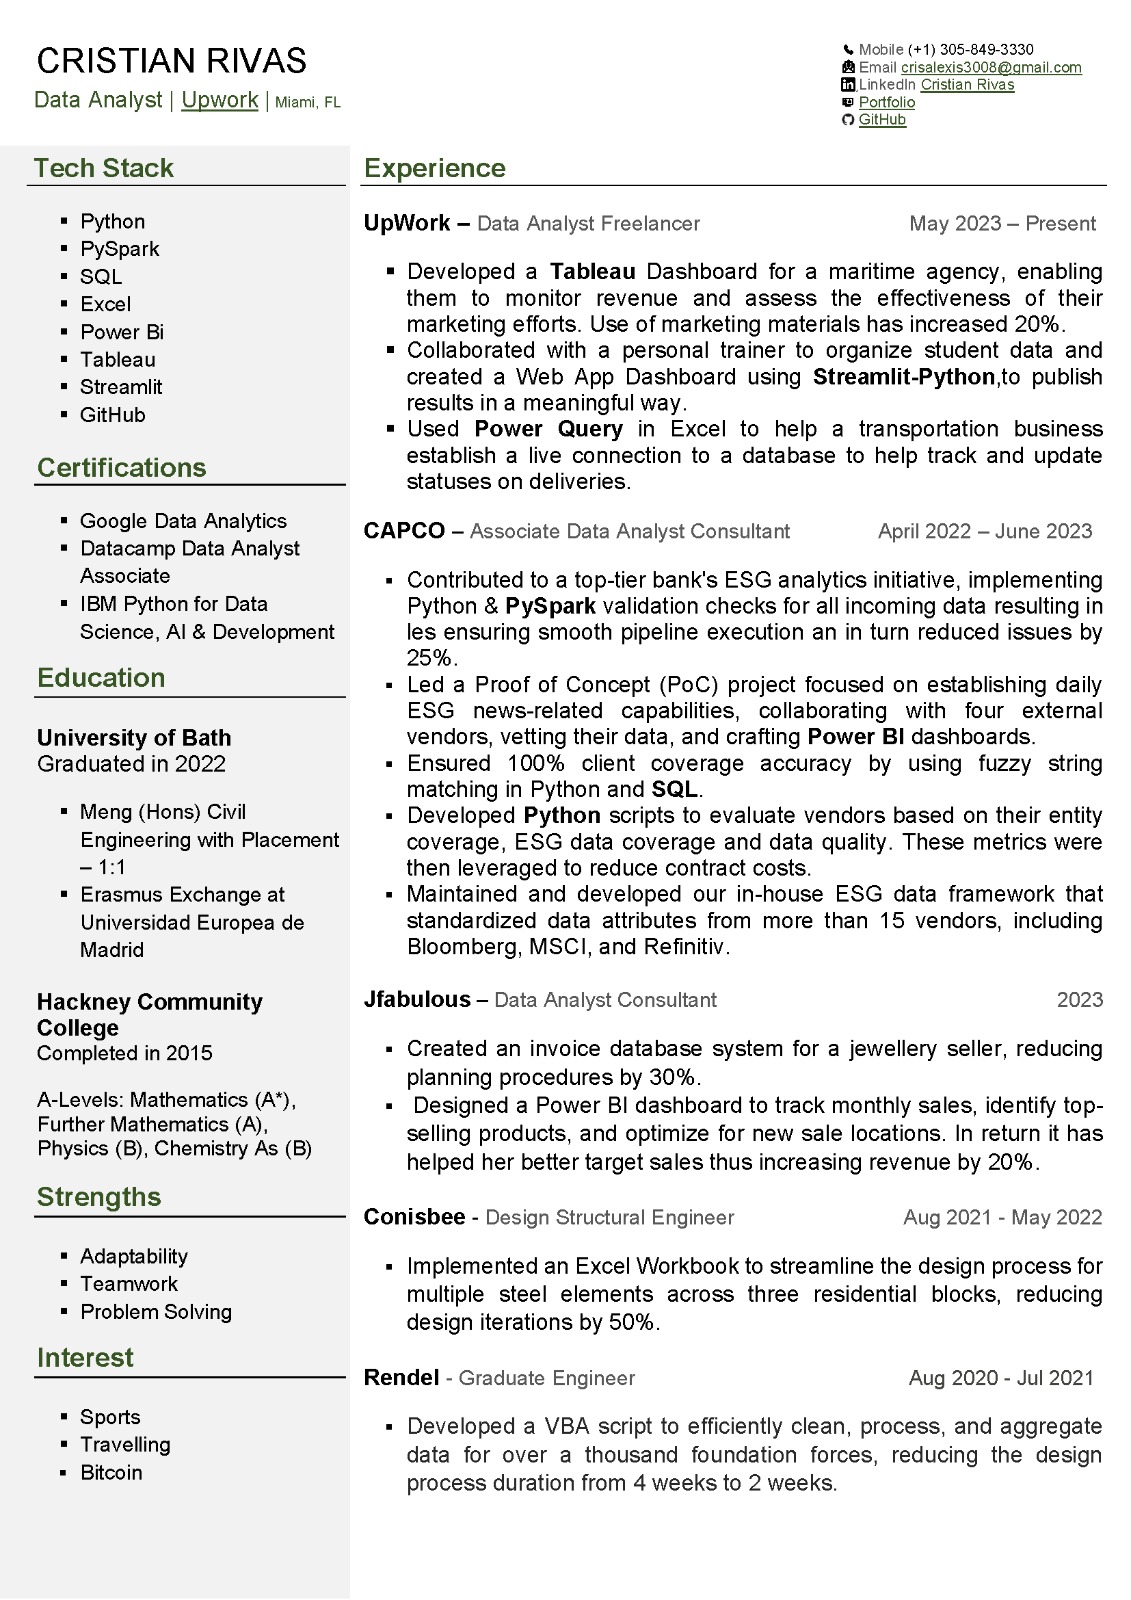 CRISTIAN RIVAS
Data Analyst | Upwork | Miami, FL
Mobile (+1) 305-849-3330
Email crisalexis3008@gmail.com
LinkedIn Cristian Rivas
Portfolio
GitHub
Tech Stack
▪ Python
▪ PySpark
▪ SQL
▪ Excel
▪ Power Bi
▪ Tableau
▪ Streamlit
▪ GitHub
Certifications
▪ Google Data Analytics
▪ Datacamp Data Analyst
Associate
▪ IBM Python for Data
Science, AI & Development
Education
University of Bath
Graduated in 2022
▪ Meng (Hons) Civil
Engineering with Placement
– 1:1
▪ Erasmus Exchange at
Universidad Europea de
Madrid
Hackney Community
College
Completed in 2015
A-Levels: Mathematics (A*),
Further Mathematics (A),
Physics (B), Chemistry As (B)
Strengths
▪ Adaptability
▪ Teamwork
▪ Problem Solving
Interest
▪ Sports
▪ Travelling
▪ Bitcoin
Experience
UpWork – Data Analyst Freelancer May 2023 – Present
▪ Developed a Tableau Dashboard for a maritime agency, enabling
them to monitor revenue and assess the effectiveness of their
marketing efforts. Use of marketing materials has increased 20%.
▪ Collaborated with a personal trainer to organize student data and
created a Web App Dashboard using Streamlit-Python,to publish
results in a meaningful way.
▪ Used Power Query in Excel to help a transportation business
establish a live connection to a database to help track and update
statuses on deliveries.
CAPCO – Associate Data Analyst Consultant April 2022 – June 2023
▪ Contributed to a top-tier bank's ESG analytics initiative, implementing
Python & PySpark validation checks for all incoming data resulting in
les ensuring smooth pipeline execution an in turn reduced issues by
25%.
▪ Led a Proof of Concept (PoC) project focused on establishing daily
ESG news-related capabilities, collaborating with four external
vendors, vetting their data, and crafting Power BI dashboards.
▪ Ensured 100% client coverage accuracy by using fuzzy string
matching in Python and SQL.
▪ Developed Python scripts to evaluate vendors based on their entity
coverage, ESG data coverage and data quality. These metrics were
then leveraged to reduce contract costs.
▪ Maintained and developed our in-house ESG data framework that
standardized data attributes from more than 15 vendors, including
Bloomberg, MSCI, and Refinitiv.
Jfabulous – Data Analyst Consultant 2023
▪ Created an invoice database system for a jewellery seller, reducing
planning procedures by 30%.
▪ Designed a Power BI dashboard to track monthly sales, identify top-
selling products, and optimize for new sale locations. In return it has
helped her better target sales thus increasing revenue by 20%.
Conisbee - Design Structural Engineer Aug 2021 - May 2022
▪ Implemented an Excel Workbook to streamline the design process for
multiple steel elements across three residential blocks, reducing
design iterations by 50%.
Rendel - Graduate Engineer Aug 2020 - Jul 2021
▪ Developed a VBA script to efficiently clean, process, and aggregate
data for over a thousand foundation forces, reducing the design
process duration from 4 weeks to 2 weeks.